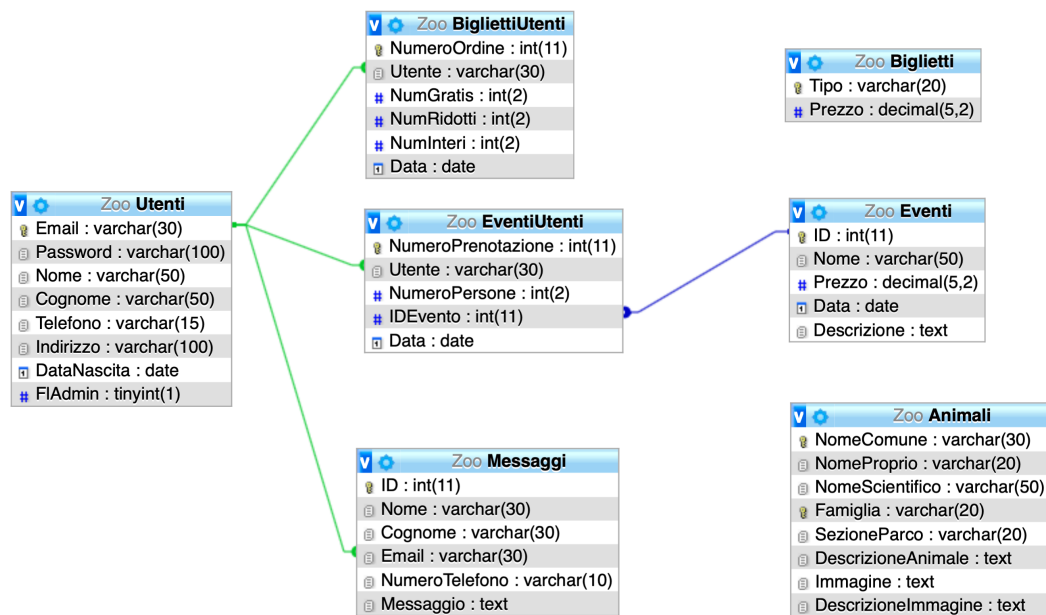 Zoo BigliettiUtenti
NumeroOrdine : int(11)
Utente : varchar(30)
NumGratis : int(2)
NumRidotti : int(2)
NumInteri : int(2)
Data : date
Zoo Biglietti
Tipo : varchar(20)
Prezzo : decimal(5,2)
Zoo Utenti
Email : varchar(30)
Password : varchar(100)
Nome : varchar(50)
Cognome : varchar(50)
Telefono : varchar(15)
Indirizzo : varchar(100)
DataNascita : date
FlAdmin : tinyint(1)
Zoo EventiUtenti
NumeroPrenotazione : int(11)
Utente : varchar(30)
NumeroPersone : int(2)
IDEvento : int(11)
Data : date
Zoo Eventi
ID : int(11)
Nome : varchar(50)
Prezzo : decimal(5,2)
Data : date
Descrizione : text
Zoo Messaggi
ID : int(11)
Nome : varchar(30)
Cognome : varchar(30)
Email : varchar(30)
NumeroTelefono : varchar(10)
Messaggio : text
Zoo Animali
NomeComune : varchar(30)
NomeProprio : varchar(20)
NomeScientifico : varchar(50)
Famiglia : varchar(20)
SezioneParco : varchar(20)
DescrizioneAnimale : text
Immagine : text
DescrizioneImmagine : text